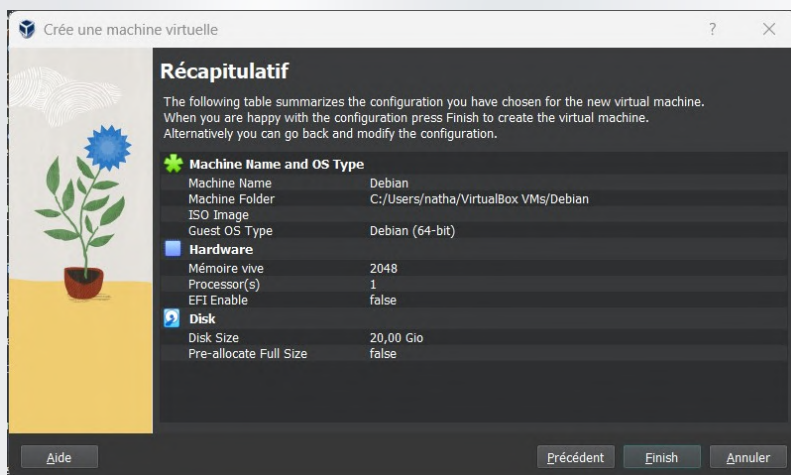 Crée une machine virtuelle
?
Récapitulatif
The following table summarizes the configuration you have chosen for the new virtual machine.
When you are happy with the configuration press Finish to create the virtual machine.
Alternatively you can go back and modify the configuration.
Machine Name and OS Type
Machine Name Debian
Machine Folder C:/Users/natha/VirtualBox VMs/Debian
ISO Image
Guest OS Type Debian (64-bit)
Hardware
Mémoire vive 2048
Processor(s) 1
EFI Enable false
Disk
Disk Size 20,00 Gio
Pre-allocate Full Size false
Aide Précédent Finish Annuler